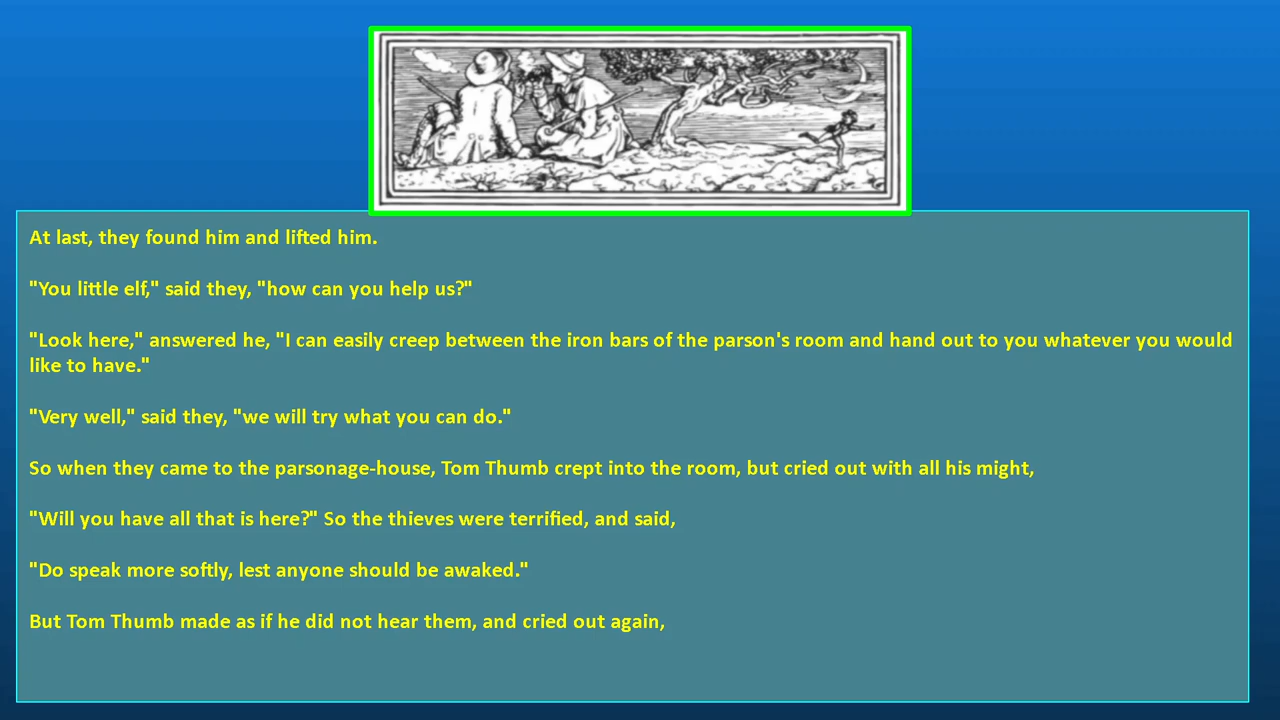 At last, they found him and lifted him.
"You little elf," said they, "how can you help us?"
"Look here," answered he, "I can easily creep between the iron bars of the parson's room and hand out to you whatever you would
like to have."
"Very well," said they, "we will try what you can do."
So when they came to the parsonage-house, Tom Thumb crept into the room, but cried out with all his might,
"Will you have all that is here?" So the thieves were terrified, and said,
"Do speak more softly, lest anyone should be awaked."
But Tom Thumb made as if he did not hear them, and cried out again,